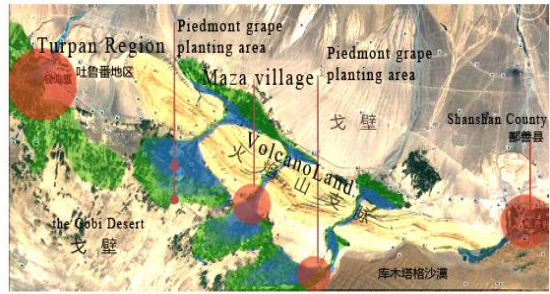 Piedmont grape
planting area
Turpan Region
吐鲁番地区
Maza village
Piedmont grape
planting area
戈 壁
Shanshan County
鄯善县
VolcanoLand
火焰山支脉
the Gobi Desert
戈 壁
库木塔格沙漠